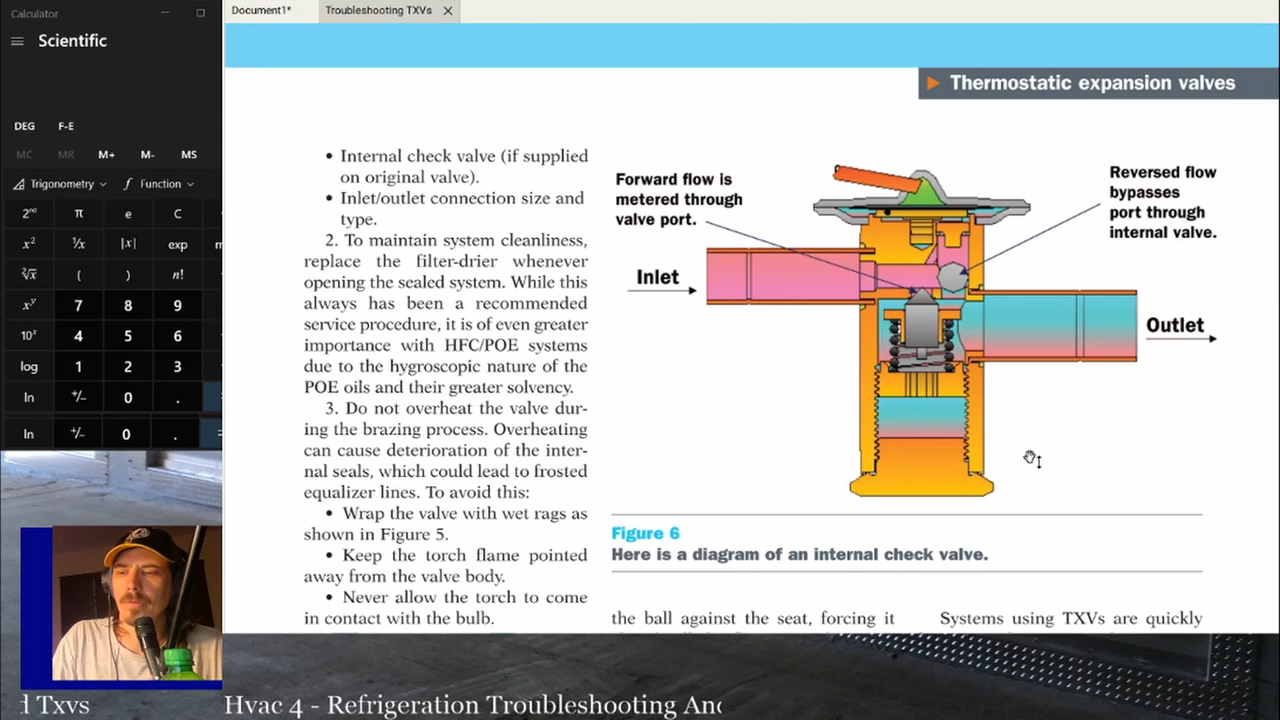 Calculator
Scientific
DEG F-E
MC MR M+ M- MS
Trigonometry Function
2nd π e C
x² ¹/x |x| exp
²√x ( ) n!
xʸ 7 8 9
10ˣ 4 5 6
log 1 2 3
ln +/- 0 .
ln +/- 0 .
Document1* Troubleshooting TXVs
Thermostatic expansion valves
• Internal check valve (if supplied
on original valve).
• Inlet/outlet connection size and
type.
2. To maintain system cleanliness,
replace the filter-drier whenever
opening the sealed system. While this
always has been a recommended
service procedure, it is of even greater
importance with HFC/POE systems
due to the hygroscopic nature of the
POE oils and their greater solvency.
3. Do not overheat the valve dur-
ing the brazing process. Overheating
can cause deterioration of the inter-
nal seals, which could lead to frosted
equalizer lines. To avoid this:
• Wrap the valve with wet rags as
shown in Figure 5.
• Keep the torch flame pointed
away from the valve body.
• Never allow the torch to come
in contact with the bulb.
Forward flow is
metered through
valve port.
Reversed flow
bypasses
port through
internal valve.
Inlet
Outlet
Figure 6
Here is a diagram of an internal check valve.
the ball against the seat, forcing it
Systems using TXVs are quickly
d Txvs
Hvac 4 - Refrigeration Troubleshooting And